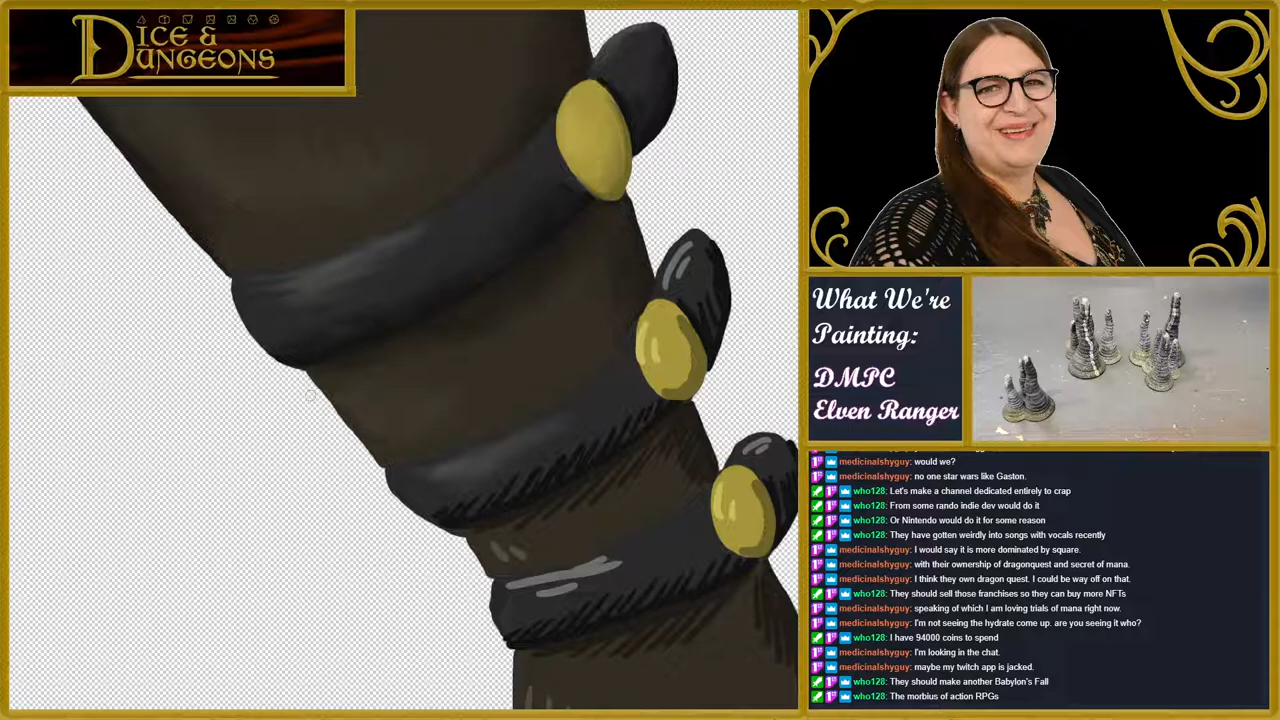 DICE &
DUNGEONS
What We're
Painting:
DMPC
Elven Ranger
medicinalshyguy: would we?
medicinalshyguy: no one star wars like Gaston.
who128: Let's make a channel dedicated entirely to crap
who128: From some rando indie dev would do it
who128: Or Nintendo would do it for some reason
who128: They have gotten weirdly into songs with vocals recently
medicinalshyguy: I would say it is more dominated by square.
medicinalshyguy: with their ownership of dragonquest and secret of mana.
medicinalshyguy: I think they own dragon quest. I could be way off on that.
who128: They should sell those franchises so they can buy more NFTs
medicinalshyguy: speaking of which I am loving trials of mana right now.
medicinalshyguy: I'm not seeing the hydrate come up. are you seeing it who?
who128: I have 94000 coins to spend
medicinalshyguy: I'm looking in the chat.
medicinalshyguy: maybe my twitch app is jacked.
who128: They should make another Babylon's Fall
who128: The morbius of action RPGs